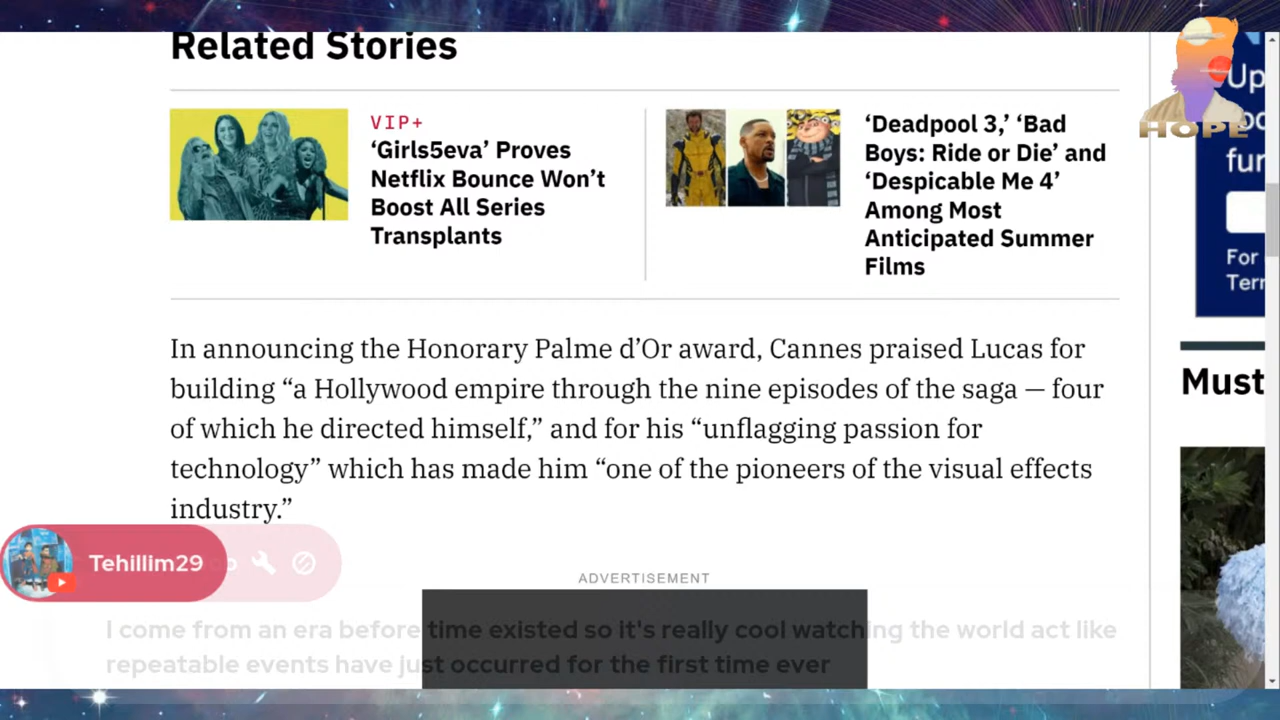 Related Stories
VIP+
‘Girls5eva’ Proves
Netflix Bounce Won’t
Boost All Series
Transplants
‘Deadpool 3,’ ‘Bad
Boys: Ride or Die’ and
‘Despicable Me 4’
Among Most
Anticipated Summer
Films
In announcing the Honorary Palme d’Or award, Cannes praised Lucas for
building “a Hollywood empire through the nine episodes of the saga — four
of which he directed himself,” and for his “unflagging passion for
technology” which has made him “one of the pioneers of the visual effects
industry.”
Tehillim29
ADVERTISEMENT
I come from an era before time existed so it's really cool watching the world act like
repeatable events have just occurred for the first time ever
HOPE
Up
fur
For
Terr
Must